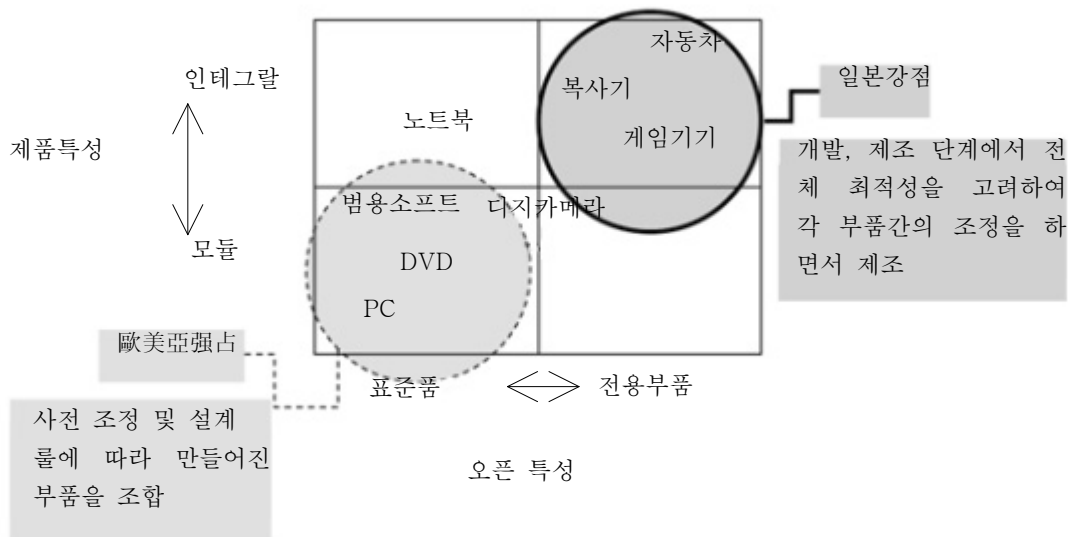 자동차
일본강점
인테그랄
복사기
노트북
게임기기
제품특성
개발, 제조 단계에서 전
체 최적성을 고려하여
각 부품간의 조정을 하
면서 제조
범용소프트
디지카메라
모듈
DVD
PC
歐美亞强占
표준품
전용부품
사전 조정 및 설계
룰에 따라 만들어진
부품을 조합
오픈 특성